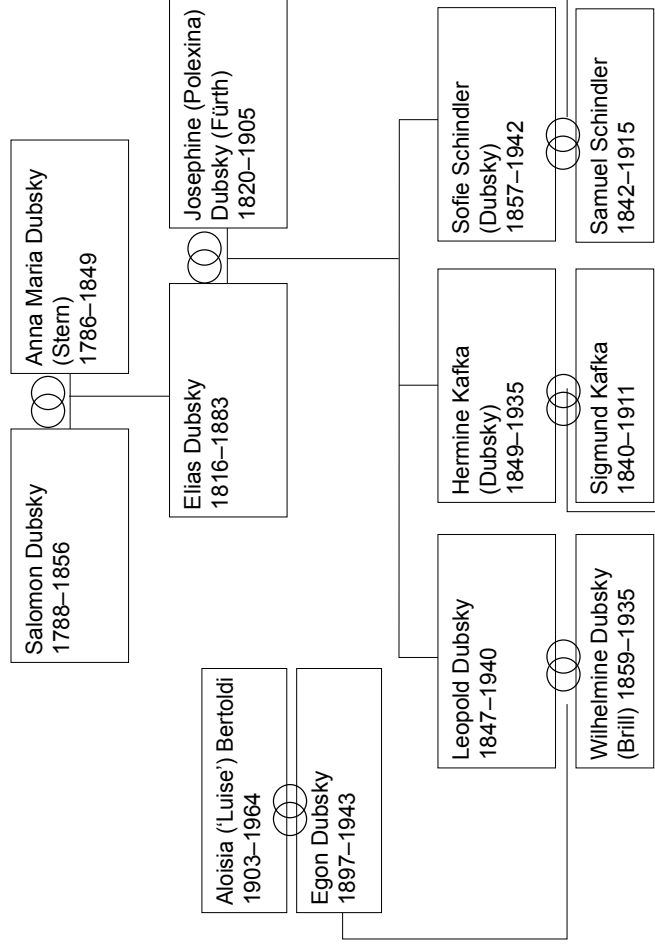 Salomon Dubsky
1788–1856
Anna Maria Dubsky
(Stern)
1786–1849
Elias Dubsky
1816–1883
Josephine (Polexina)
Dubsky (Fürth)
1820–1905
Aloisia (‘Luise’) Bertoldi
1903–1964
Egon Dubsky
1897–1943
Leopold Dubsky
1847–1940
Hermine Kafka
(Dubsky)
1849–1935
Sofie Schindler
(Dubsky)
1857–1942
Wilhelmine Dubsky
(Brill) 1859–1935
Sigmund Kafka
1840–1911
Samuel Schindler
1842–1915